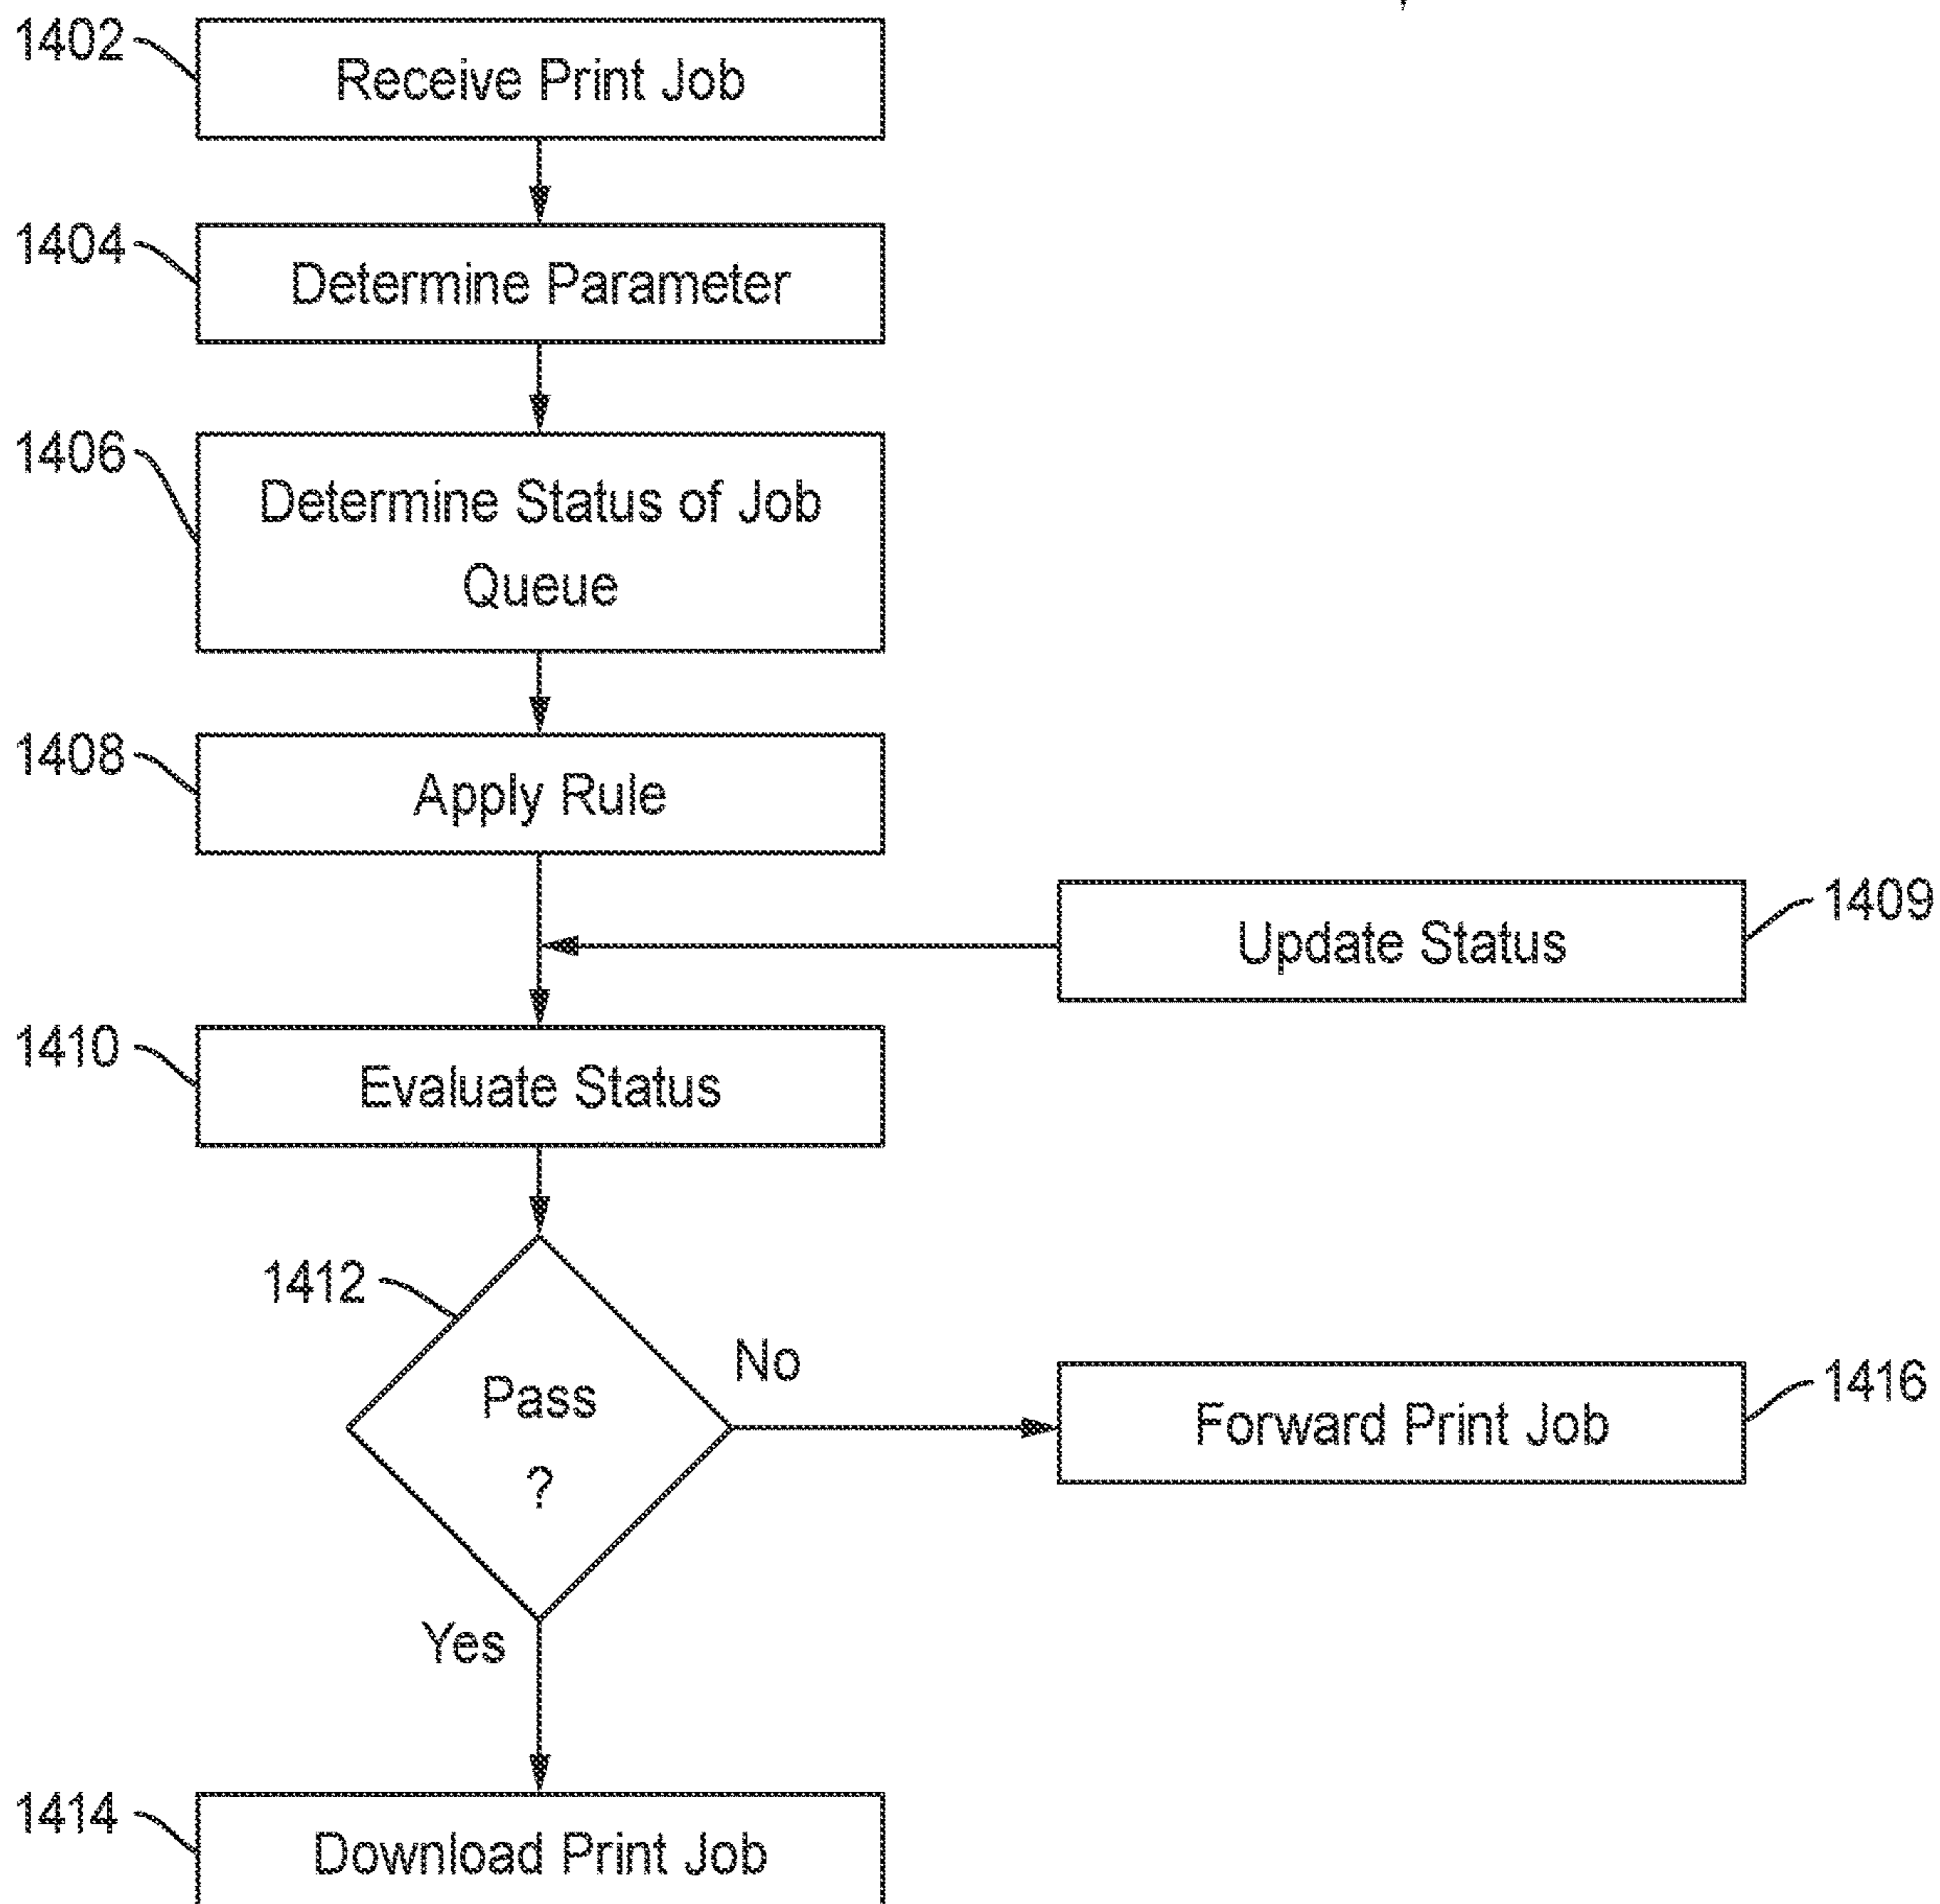 1402
Receive Print Job
1404
Determine Parameter
1406
Determine Status of Job
Queue
1408
Apply Rule
Update Status
1409
1410
Evaluate Status
1412
Pass
?
No
Forward Print Job
1416
Yes
1414
Download Print Job